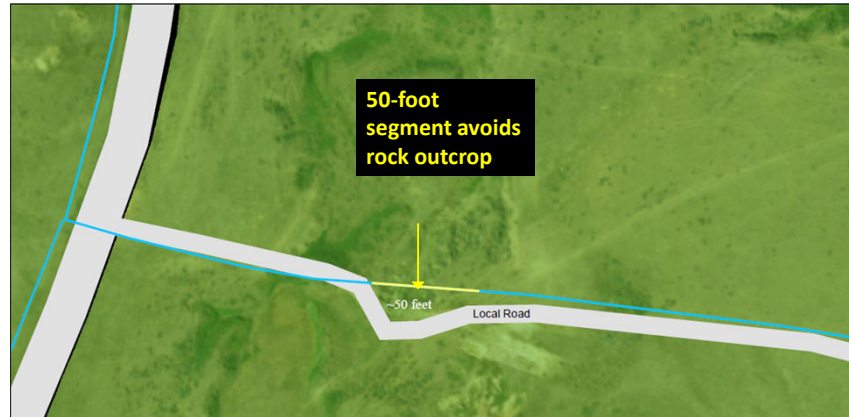 50-foot
segment avoids
rock outcrop
~50 feet
Local Road